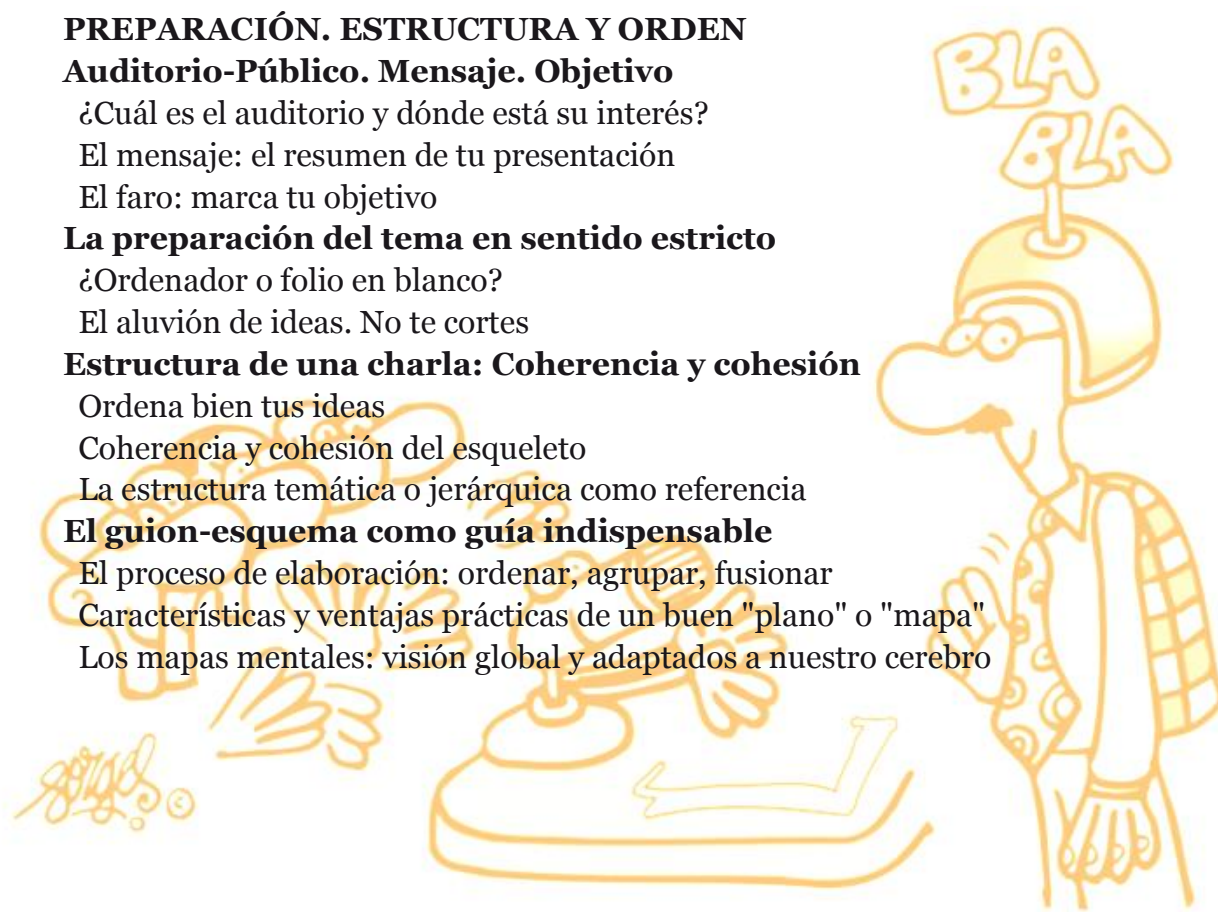 PREPARACIÓN. ESTRUCTURA Y ORDEN
Auditorio-Público. Mensaje. Objetivo
¿Cuál es el auditorio y dónde está su interés?
El mensaje: el resumen de tu presentación
El faro: marca tu objetivo
La preparación del tema en sentido estricto
¿Ordenador o folio en blanco?
El aluvión de ideas. No te cortes
Estructura de una charla: Coherencia y cohesión
Ordena bien tus ideas
Coherencia y cohesión del esqueleto
La estructura temática o jerárquica como referencia
El guion-esquema como guía indispensable
El proceso de elaboración: ordenar, agrupar, fusionar
Características y ventajas prácticas de un buen "plano" o "mapa"
Los mapas mentales: visión global y adaptados a nuestro cerebro
BLA
BLA